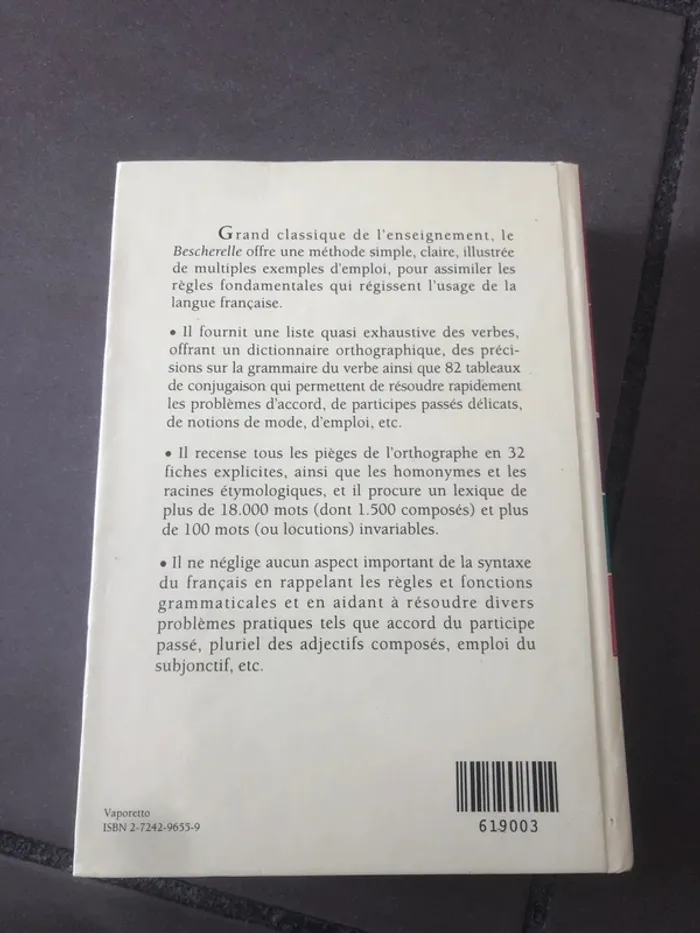 Grand classique de l'enseignement, le
Bescherelle offre une méthode simple, claire, illustrée
de multiples exemples d'emploi, pour assimiler les
règles fondamentales qui régissent l'usage de la
langue française.
• Il fournit une liste quasi exhaustive des verbes,
offrant un dictionnaire orthographique, des préci-
sions sur la grammaire du verbe ainsi que 82 tableaux
de conjugaison qui permettent de résoudre rapidement
les problèmes d'accord, de participes passés délicats,
de notions de mode, d'emploi, etc.
• Il recense tous les pièges de l'orthographe en 32
fiches explicites, ainsi que les homonymes et les
racines étymologiques, et il procure un lexique de
plus de 18.000 mots (dont 1.500 composés) et plus
de 100 mots (ou locutions) invariables.
• Il ne néglige aucun aspect important de la syntaxe
du français en rappelant les règles et fonctions
grammaticales et en aidant à résoudre divers
problèmes pratiques tels que accord du participe
passé, pluriel des adjectifs composés, emploi du
subjonctif, etc.
Vaporetto
ISBN 2-7242-9655-9
619003